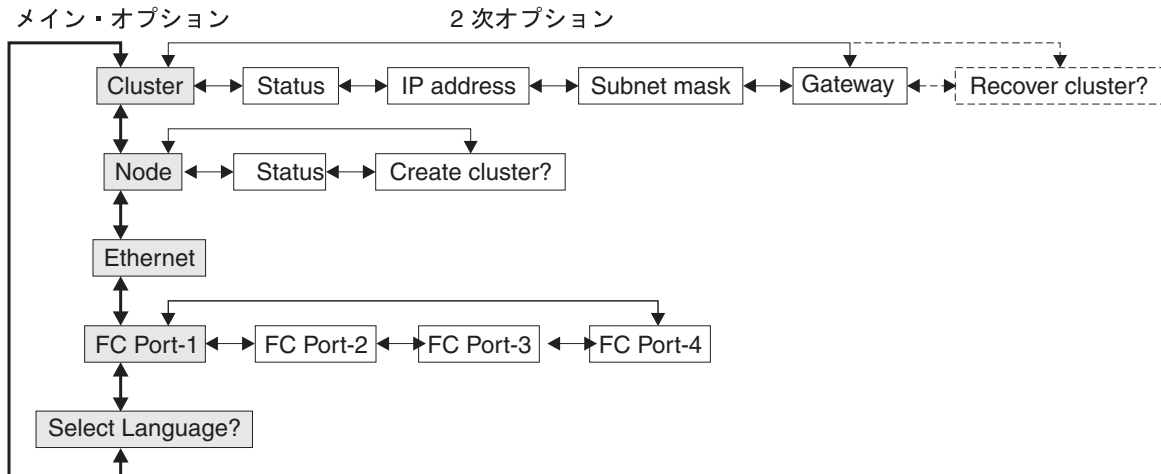 メイン・オプション 2 次オプション
Cluster Status IP address Subnet mask Gateway Recover cluster?
Node Status Create cluster?
Ethernet
FC Port-1 FC Port-2 FC Port-3 FC Port-4
Select Language?